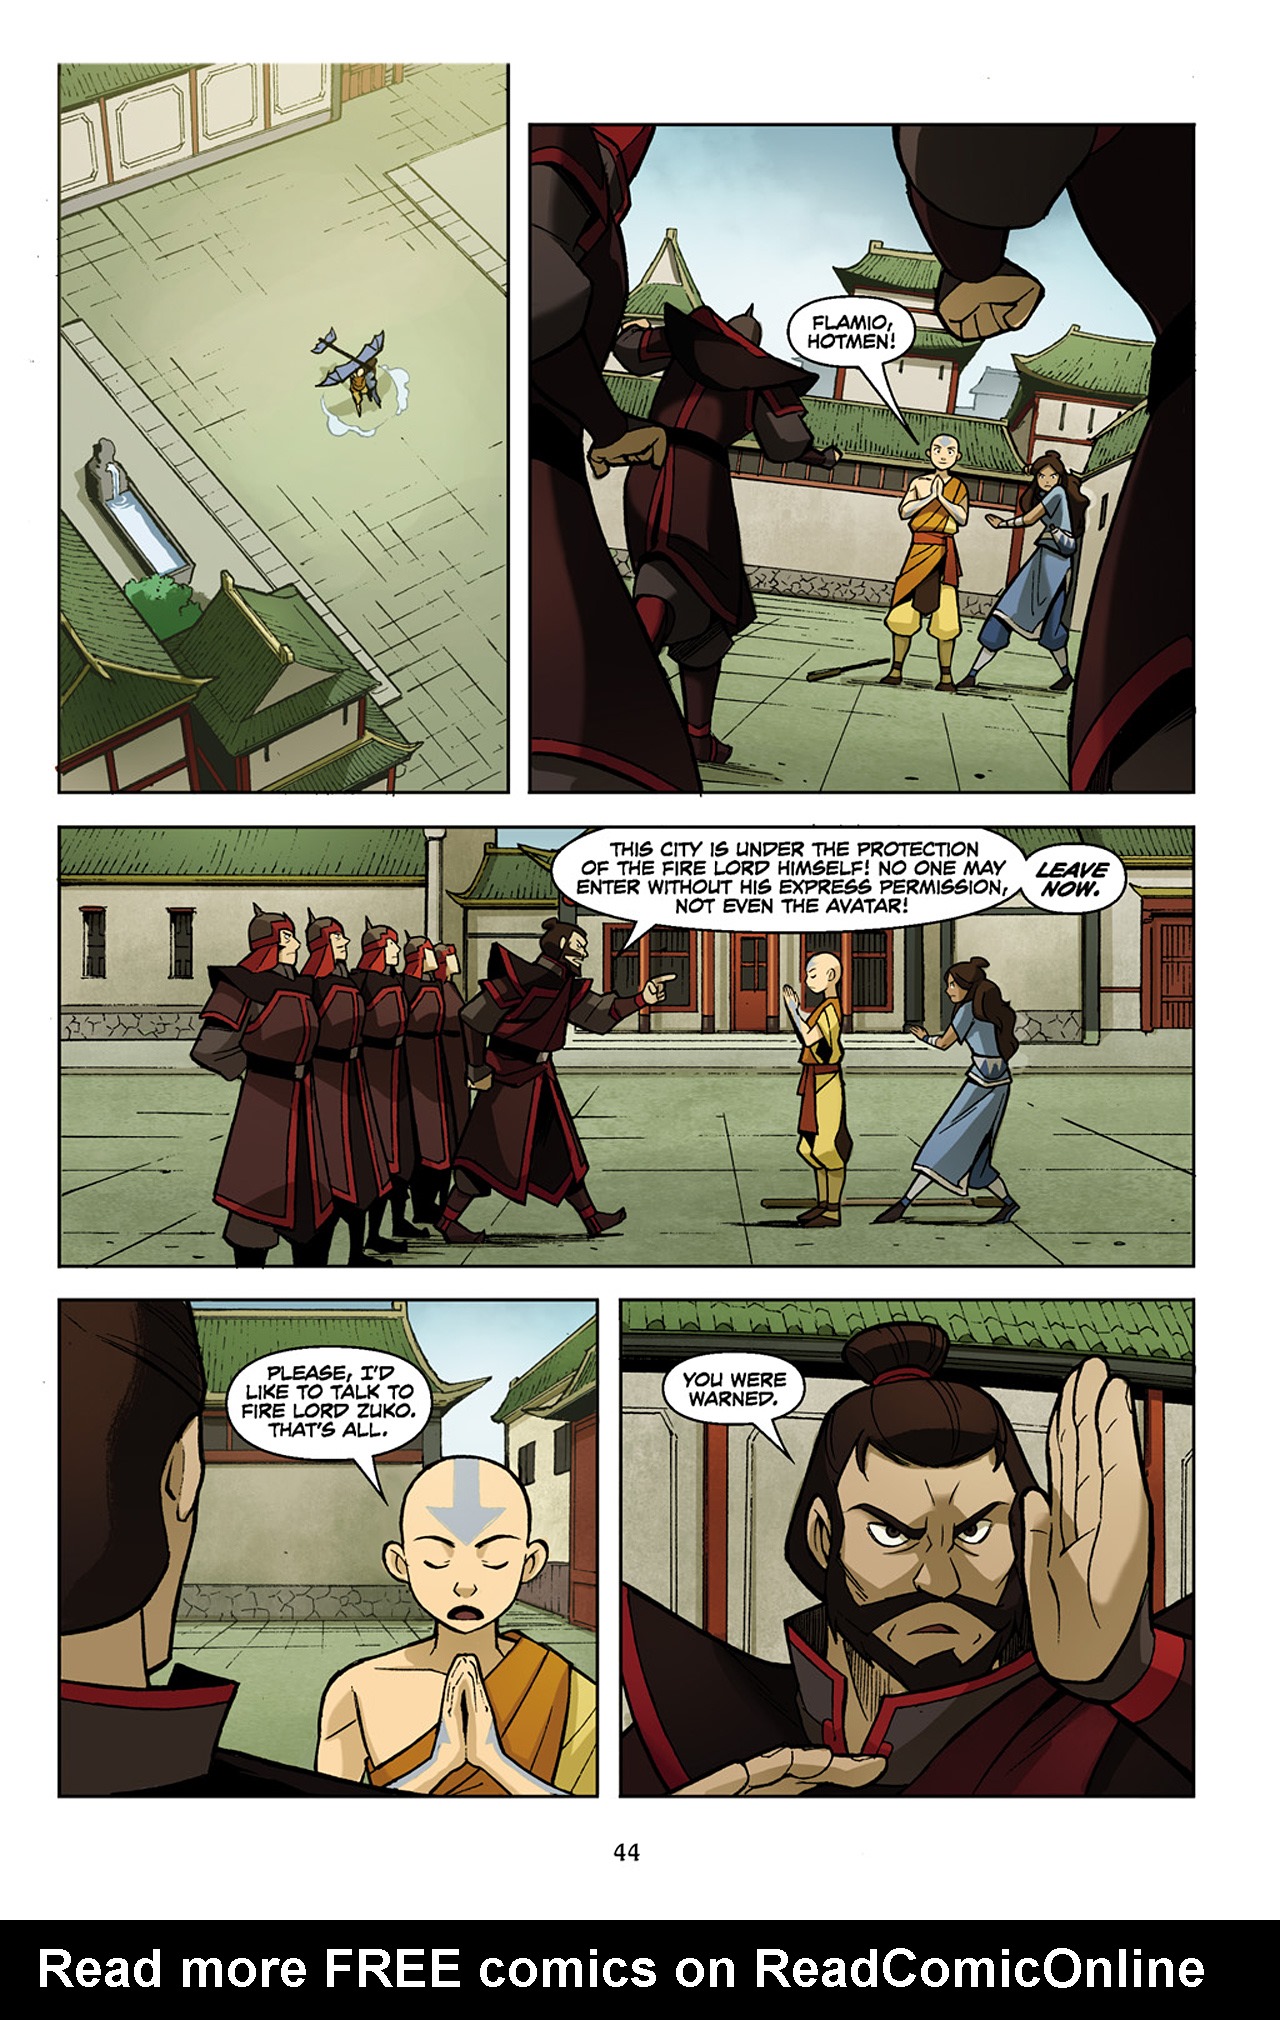 FLAMIO,
HOTMEN!
THIS CITY IS UNDER THE PROTECTION
OF THE FIRE LORD HIMSELF! NO ONE MAY
ENTER WITHOUT HIS EXPRESS PERMISSION,
NOT EVEN THE AVATAR!
LEAVE
NOW.
PLEASE, I'D
LIKE TO TALK TO
FIRE LORD ZUKO.
THAT'S ALL.
YOU WERE
WARNED.
44
Read more FREE comics on ReadComicOnline